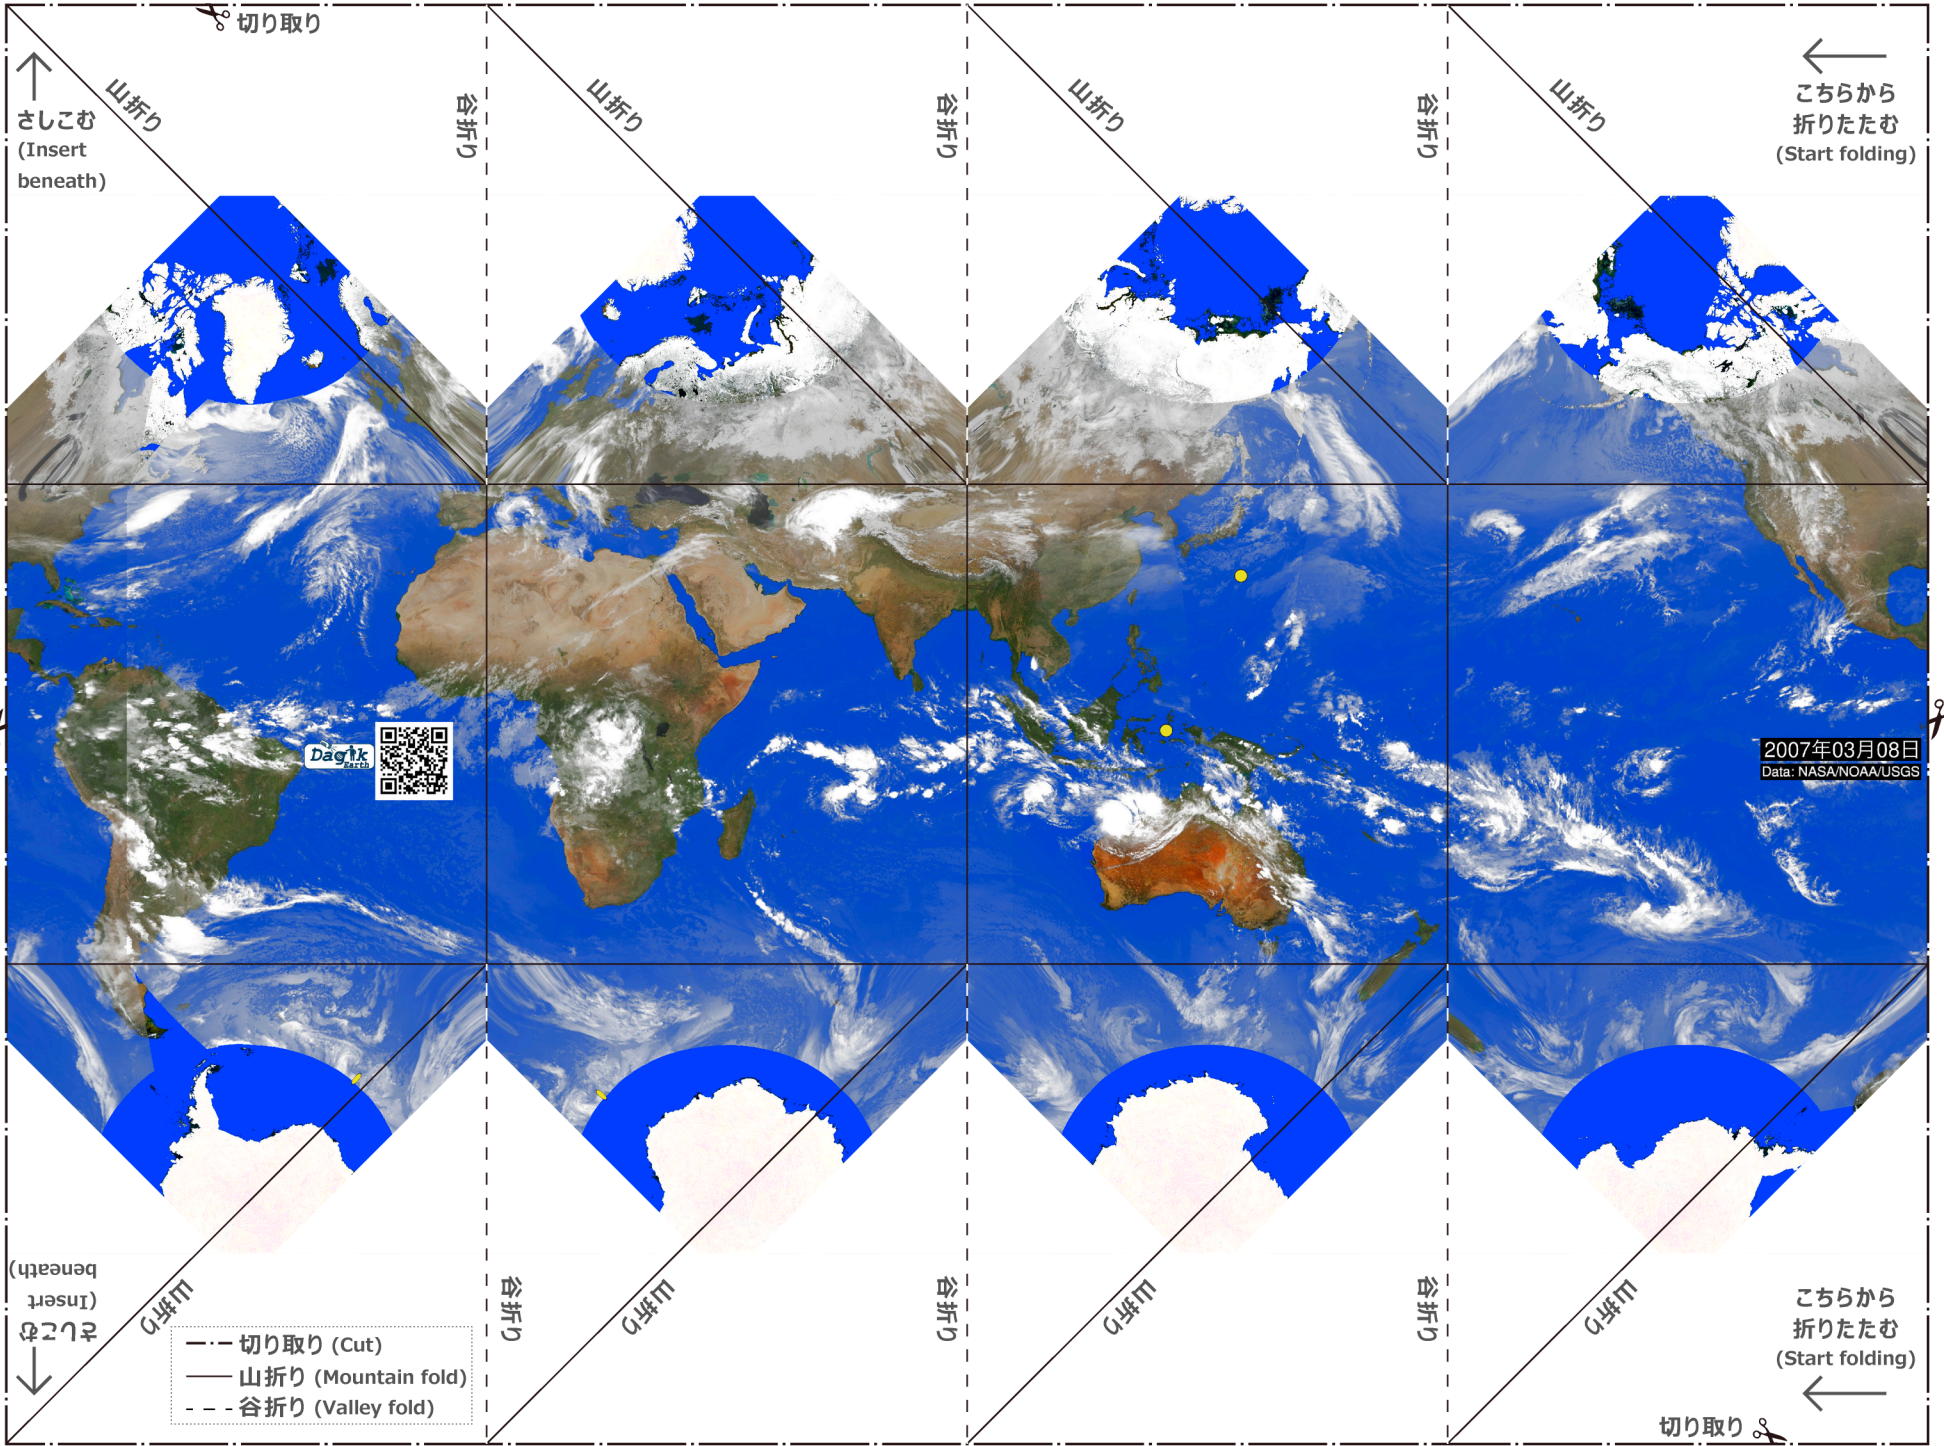 切り取り
山折り
山折り
山折り
山折り
谷折り
谷折り
谷折り
さしこむ
(Insert
beneath)
こちらから
折りたたむ
(Start folding)
Dagik
Earth
2007年03月08日
Data: NASA/NOAA/USGS
さしこむ
(Insert
beneath)
山折り
山折り
山折り
山折り
谷折り
谷折り
谷折り
こちらから
折りたたむ
(Start folding)
切り取り (Cut)
山折り (Mountain fold)
谷折り (Valley fold)
切り取り